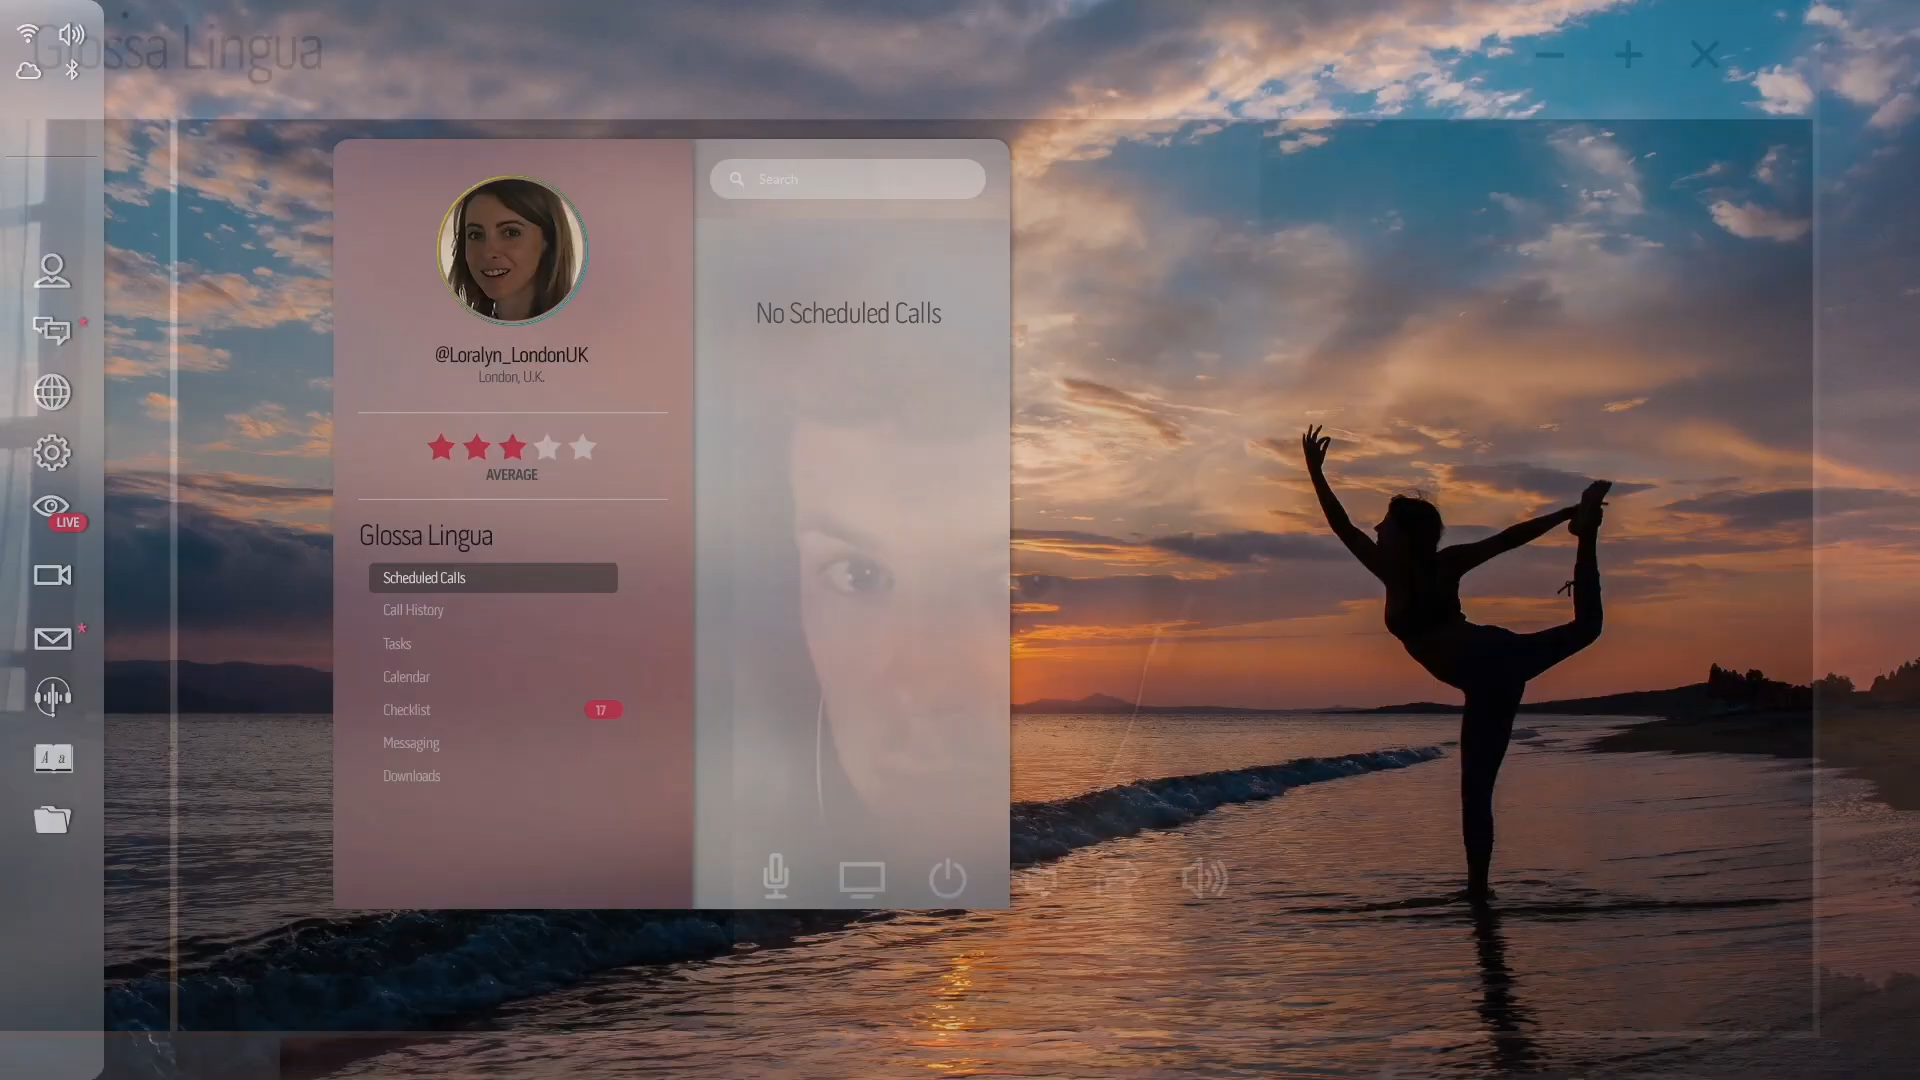 Glossa Lingua
Search
No Scheduled Calls
@Loralyn_LondonUK
London, U.K.
AVERAGE
Glossa Lingua
Scheduled Calls
Call History
Tasks
Calendar
Checklist 17
Messaging
Downloads
LIVE
A a